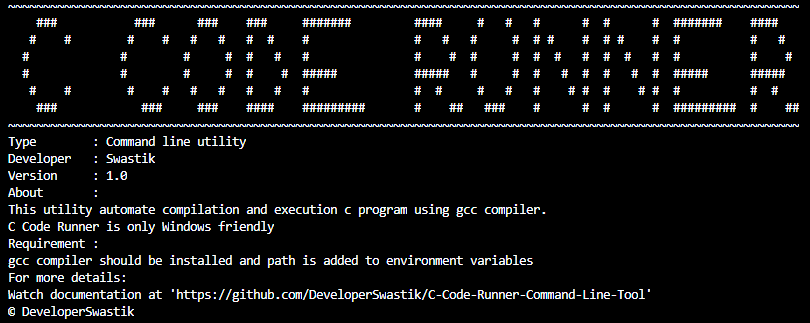 C CODE RUNNER
Type : Command line utility
Developer : Swastik
Version : 1.0
About :
This utility automate compilation and execution c program using gcc compiler.
C Code Runner is only Windows friendly
Requirement :
gcc compiler should be installed and path is added to environment variables
For more details:
Watch documentation at 'https://github.com/DeveloperSwastik/C-Code-Runner-Command-Line-Tool'
© DeveloperSwastik